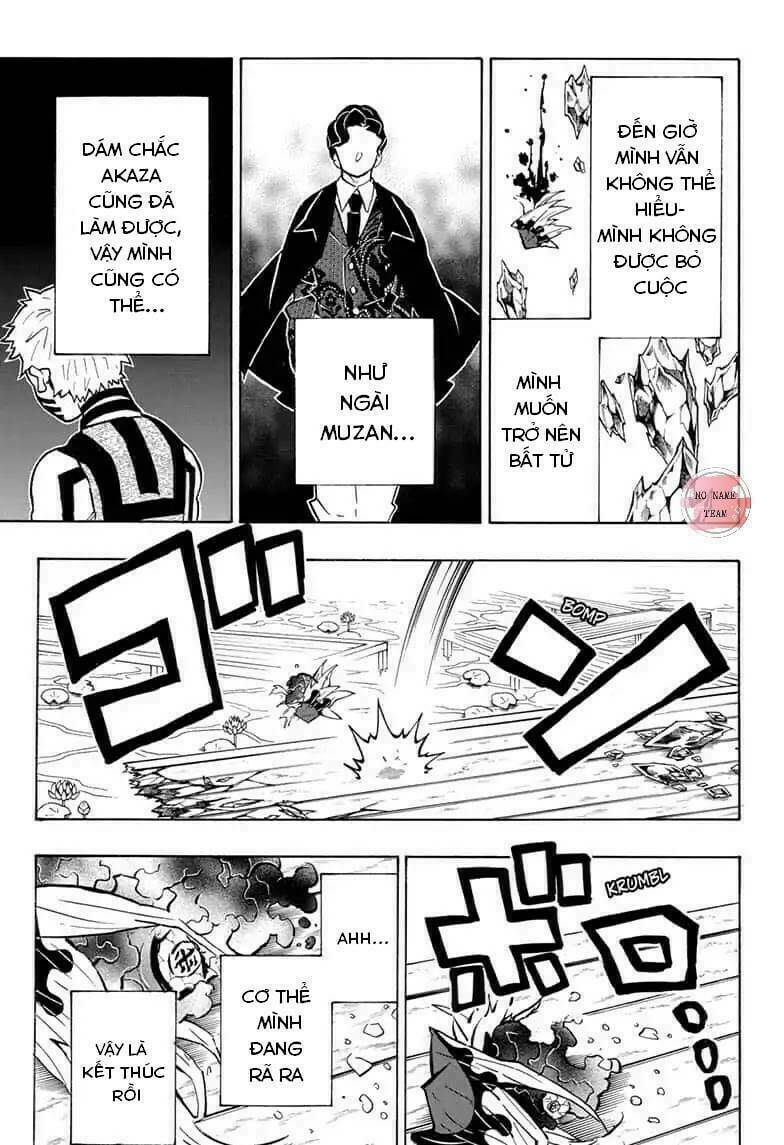 ĐẾN GIỜ
MÌNH VẪN
KHÔNG THỂ
HIỂU-
MÌNH KHÔNG
ĐƯỢC BỎ
CUỘC
MÌNH
MUỐN
TRỞ NÊN
BẤT TỬ
NHƯ
NGÀI
MUZAN...
DÁM CHẮC
AKAZA
CŨNG ĐÃ
LÀM ĐƯỢC,
VẬY MÌNH
CŨNG CÓ
THỂ...
NO NAME
TEAM
BOMP
ゴン
KRUMBL
ボロ
AHH...
CƠ THỂ
MÌNH
ĐANG
RÃ RA
VẬY LÀ
KẾT THÚC
RỒI